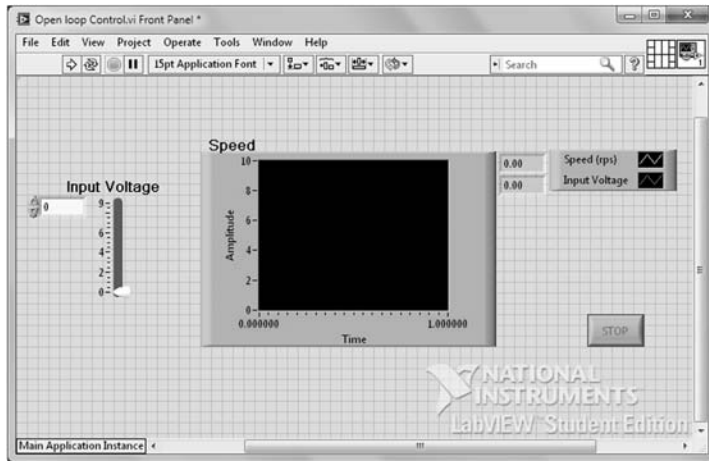 Open loop Control.vi Front Panel *
File Edit View Project Operate Tools Window Help
15pt Application Font
Search
?
1
Speed
10
8
6
4
2
0
Amplitude
0.000000 1.000000
Time
Input Voltage
0
9
6
4
2
0
0.00 Speed (rps)
0.00 Input Voltage
STOP
NATIONAL
INSTRUMENTS
LabVIEW™ Student Edition
Main Application Instance